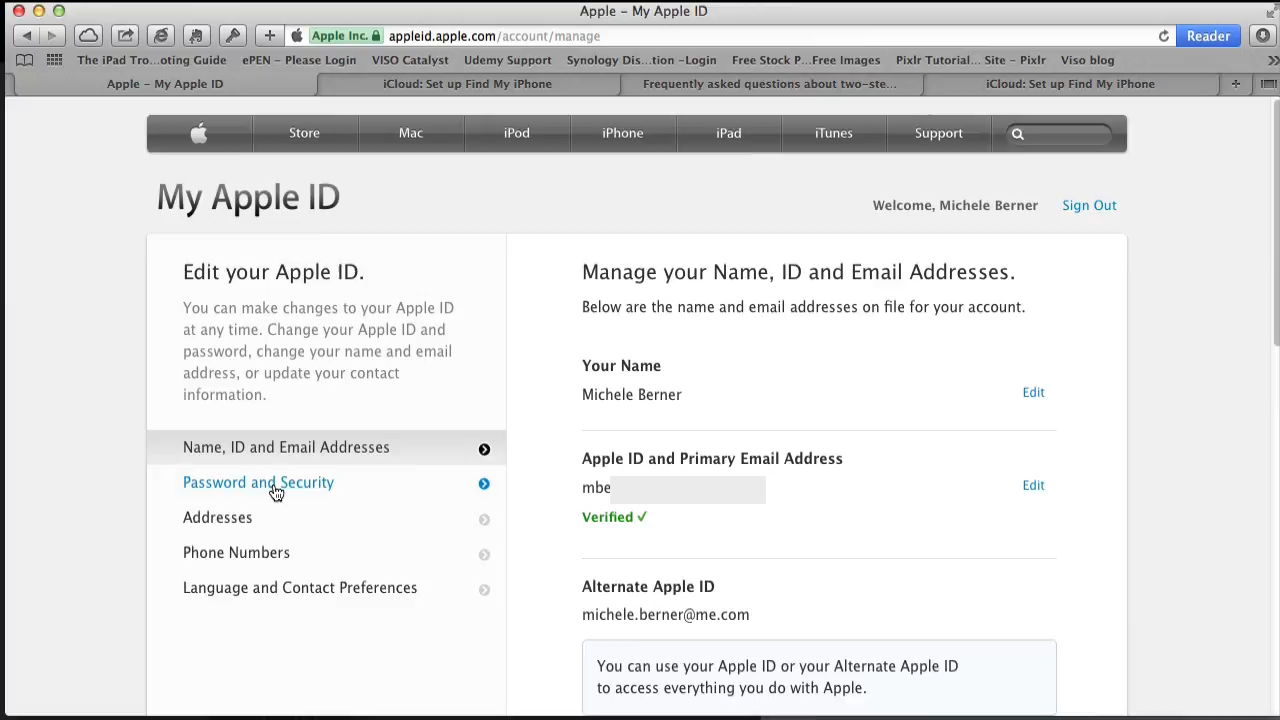 Apple – My Apple ID
Apple Inc. appleid.apple.com/account/manage Reader
The iPad Tro...oting Guide ePEN – Please Login VISO Catalyst Udemy Support Synology Dis...tion –Login Free Stock P...Free Images Pixlr Tutorial... Site – Pixlr Viso blog
Apple – My Apple ID iCloud: Set up Find My iPhone Frequently asked questions about two-ste... iCloud: Set up Find My iPhone
Store Mac iPod iPhone iPad iTunes Support
My Apple ID
Welcome, Michele Berner Sign Out
Edit your Apple ID.
You can make changes to your Apple ID
at any time. Change your Apple ID and
password, change your name and email
address, or update your contact
information.
Name, ID and Email Addresses
Password and Security
Addresses
Phone Numbers
Language and Contact Preferences
Manage your Name, ID and Email Addresses.
Below are the name and email addresses on file for your account.
Your Name
Michele Berner Edit
Apple ID and Primary Email Address
mbe Edit
Verified ✓
Alternate Apple ID
michele.berner@me.com
You can use your Apple ID or your Alternate Apple ID
to access everything you do with Apple.